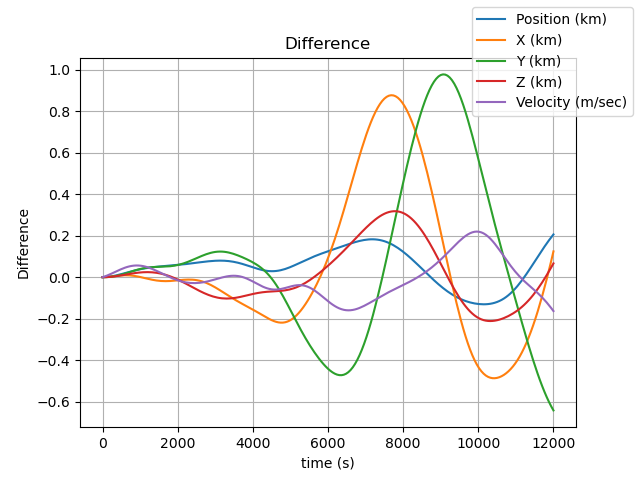 Difference
Position (km)
X (km)
Y (km)
Z (km)
Velocity (m/sec)
1.0
0.8
0.6
0.4
0.2
0.0
−0.2
−0.4
−0.6
Difference
0 2000 4000 6000 8000 10000 12000
time (s)